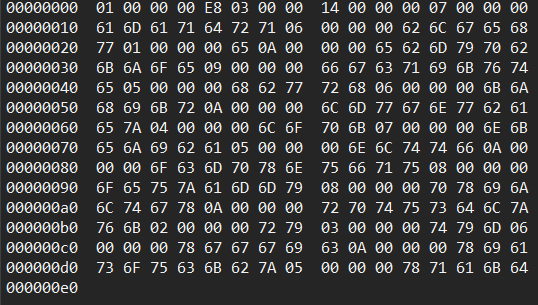 00000000 01 00 00 00 E8 03 00 00 14 00 00 00 07 00 00 00
00000010 61 6D 61 71 64 72 71 06 00 00 00 62 6C 67 65 68
00000020 77 01 00 00 00 65 0A 00 00 00 65 62 6D 79 70 62
00000030 6B 6A 6F 65 09 00 00 00 66 67 63 71 69 6B 76 74
00000040 65 05 00 00 00 68 62 77 72 68 06 00 00 00 6B 6A
00000050 68 69 6B 72 0A 00 00 00 6C 6D 77 67 6E 77 62 61
00000060 65 7A 04 00 00 00 6C 6F 70 6B 07 00 00 00 6E 6B
00000070 65 6A 69 62 61 05 00 00 00 6E 6C 74 74 66 0A 00
00000080 00 00 6F 63 6D 70 78 6E 75 66 71 75 08 00 00 00
00000090 6F 65 75 7A 61 6D 6D 79 08 00 00 00 70 78 69 6A
000000a0 6C 74 67 78 0A 00 00 00 72 70 74 75 73 64 6C 7A
000000b0 76 6B 02 00 00 00 72 79 03 00 00 00 74 79 6D 06
000000c0 00 00 00 78 67 67 67 69 63 0A 00 00 00 78 69 61
000000d0 73 6F 75 63 6B 62 7A 05 00 00 00 78 71 61 6B 64
000000e0